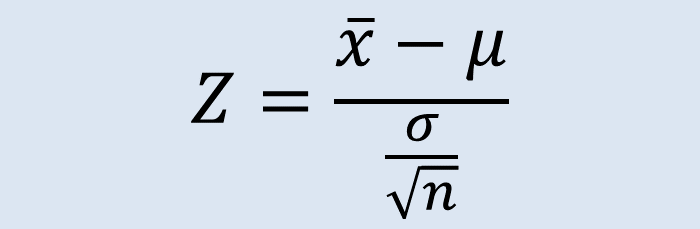 Z = (x̄ − μ) / (σ / √n)